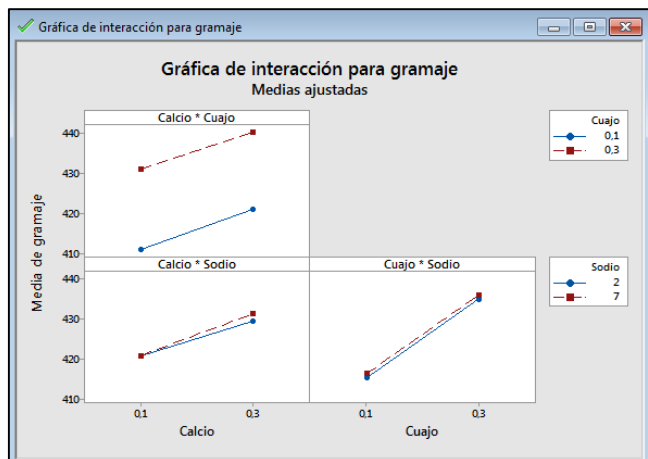 Gráfica de interacción para gramaje
Gráfica de interacción para gramaje
Medias ajustadas
Calcio * Cuajo
Cuajo
0,1
0,3
440
430
420
410
Media de gramaje
Calcio * Sodio
Cuajo * Sodio
Sodio
2
7
440
430
420
410
0,1
0,3
0,1
0,3
Calcio
Cuajo